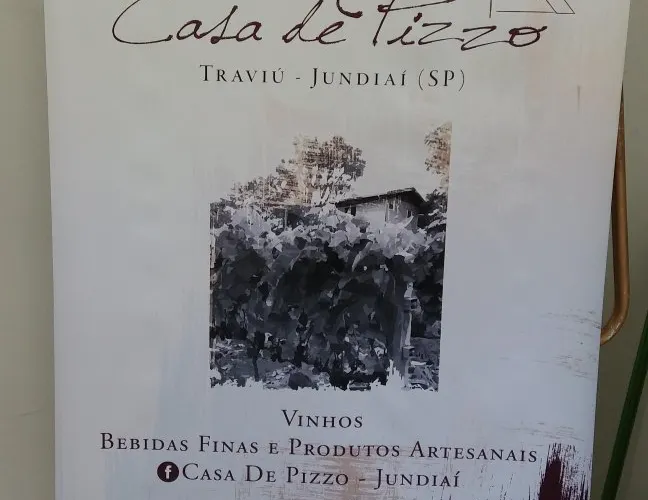 Casa de Pizzo
Traviú - Jundiaí (SP)
Vinhos
Bebidas Finas e Produtos Artesanais
f Casa De Pizzo - Jundiaí